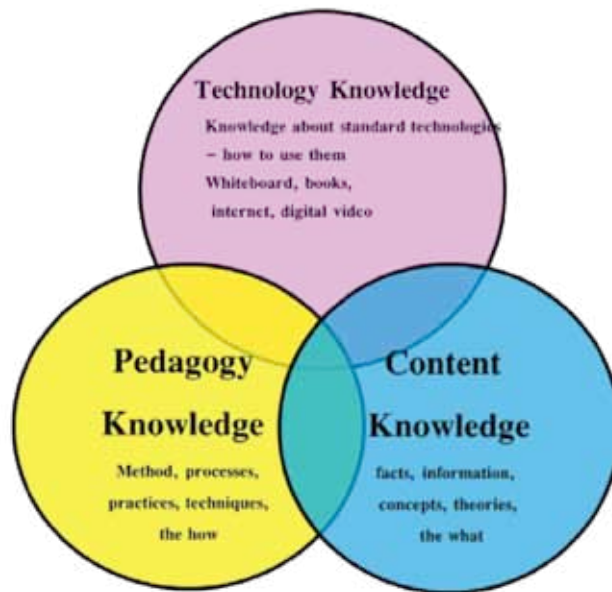 Technology Knowledge
Knowledge about standard technologies
– how to use them
Whiteboard, books,
internet, digital video
Pedagogy
Knowledge
Method, processes,
practices, techniques,
the how
Content
Knowledge
facts, information,
concepts, theories,
the what